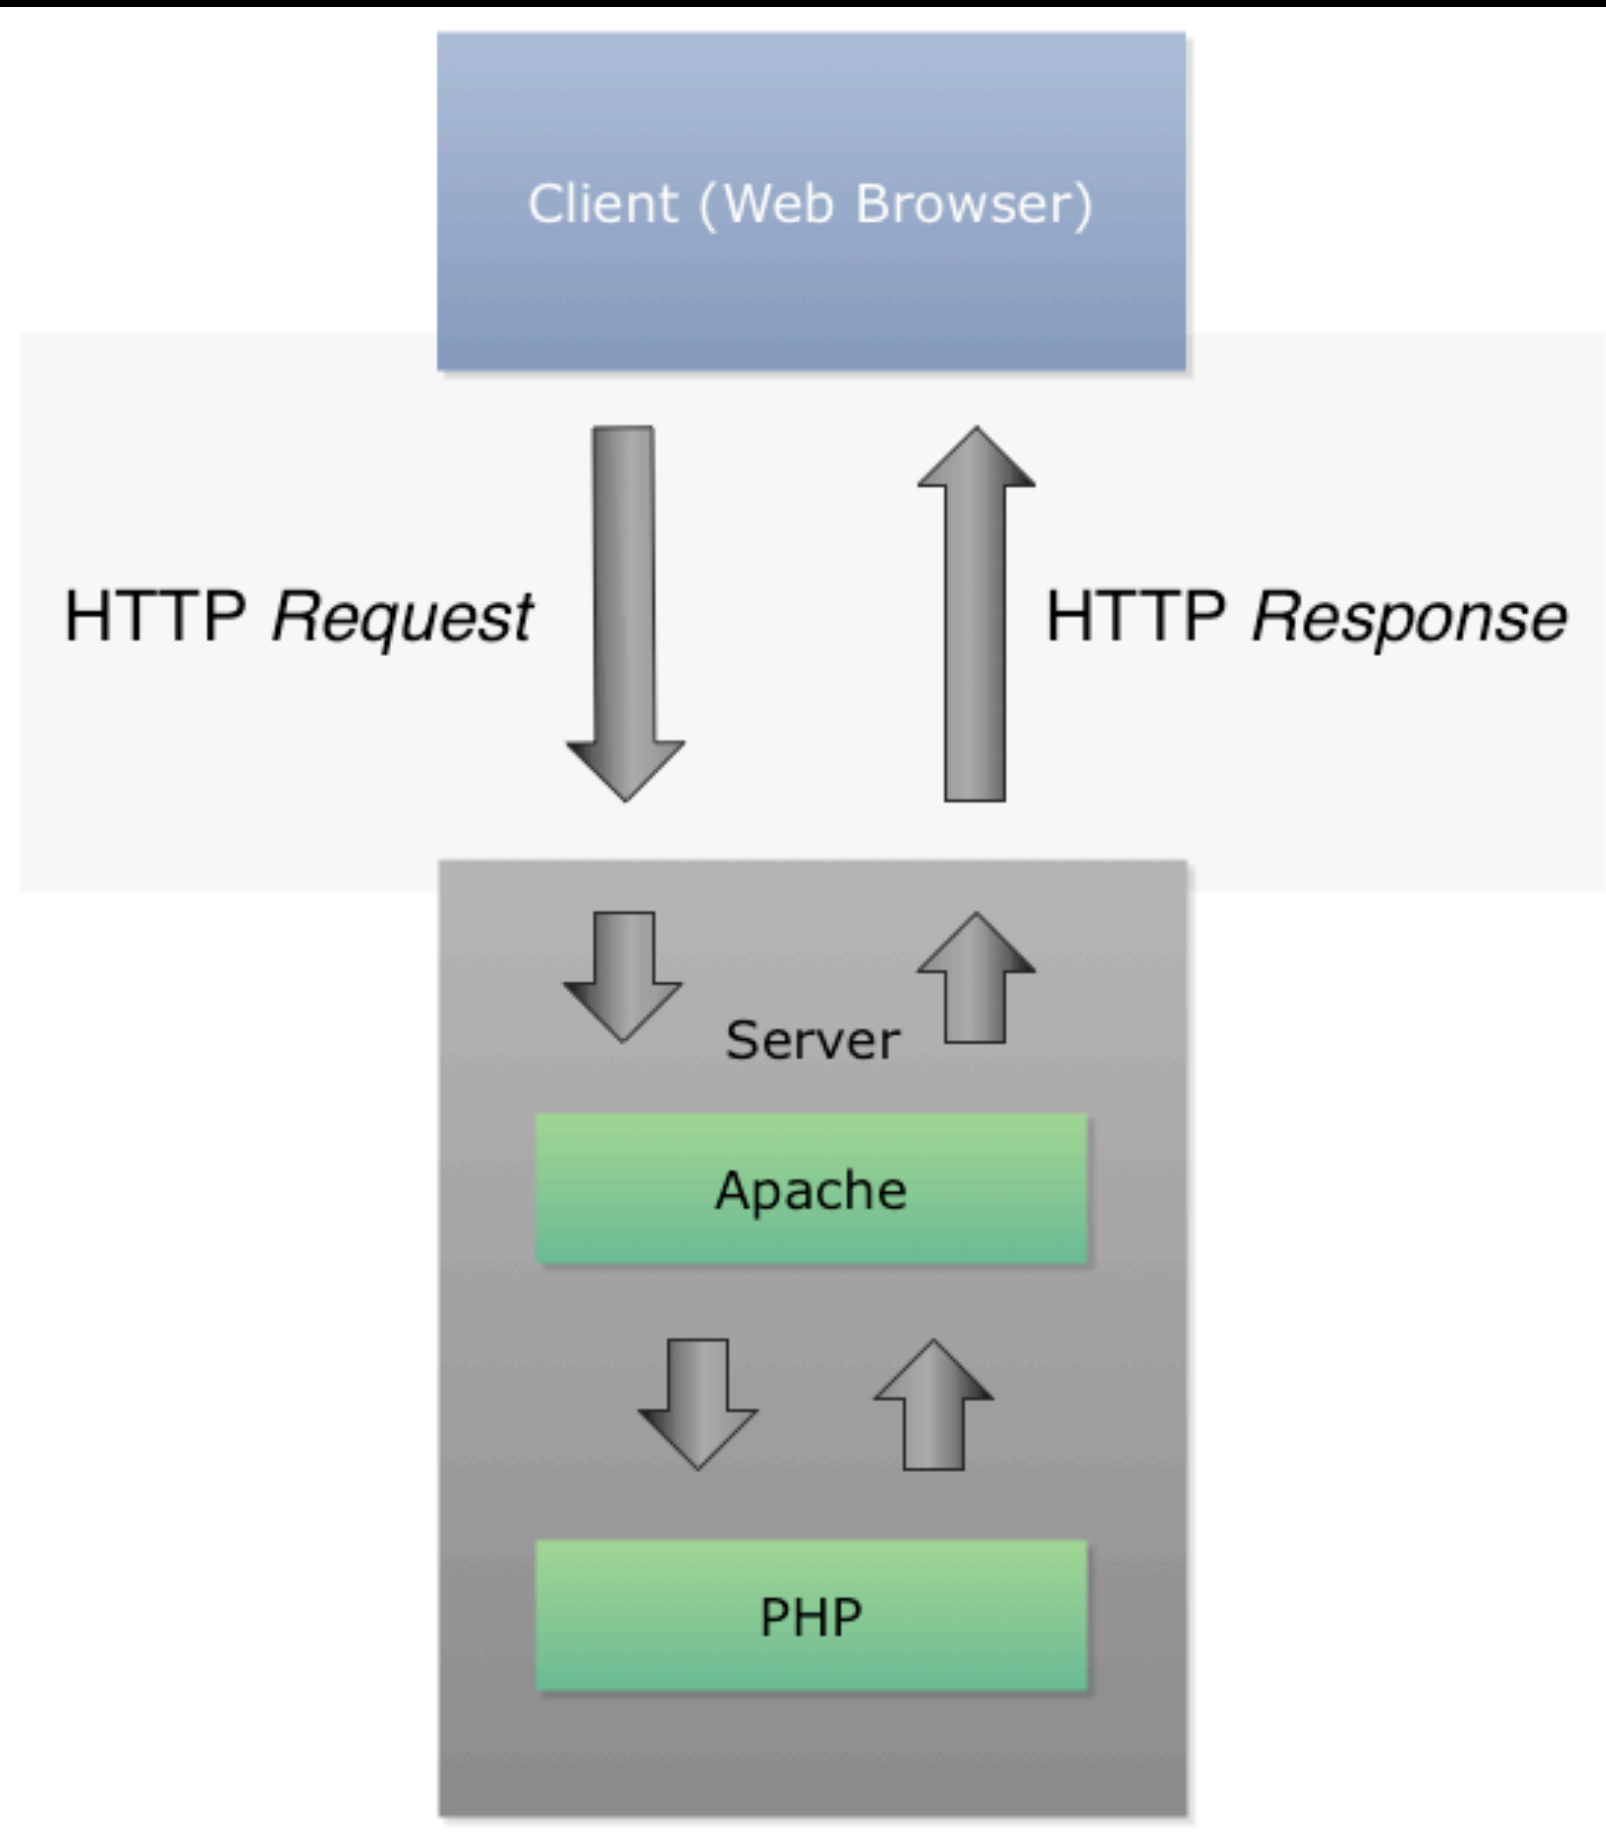 Client (Web Browser)
HTTP Request
HTTP Response
Server
Apache
PHP